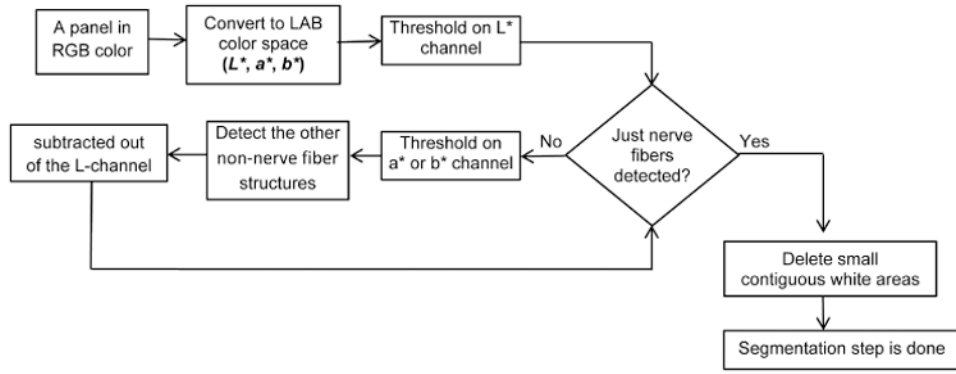 A panel in
RGB color
Convert to LAB
color space
(L*, a*, b*)
Threshold on L*
channel
Just nerve
fibers
detected?
No
Yes
Threshold on
a* or b* channel
Detect the other
non-nerve fiber
structures
subtracted out
of the L-channel
Delete small
contiguous white areas
Segmentation step is done